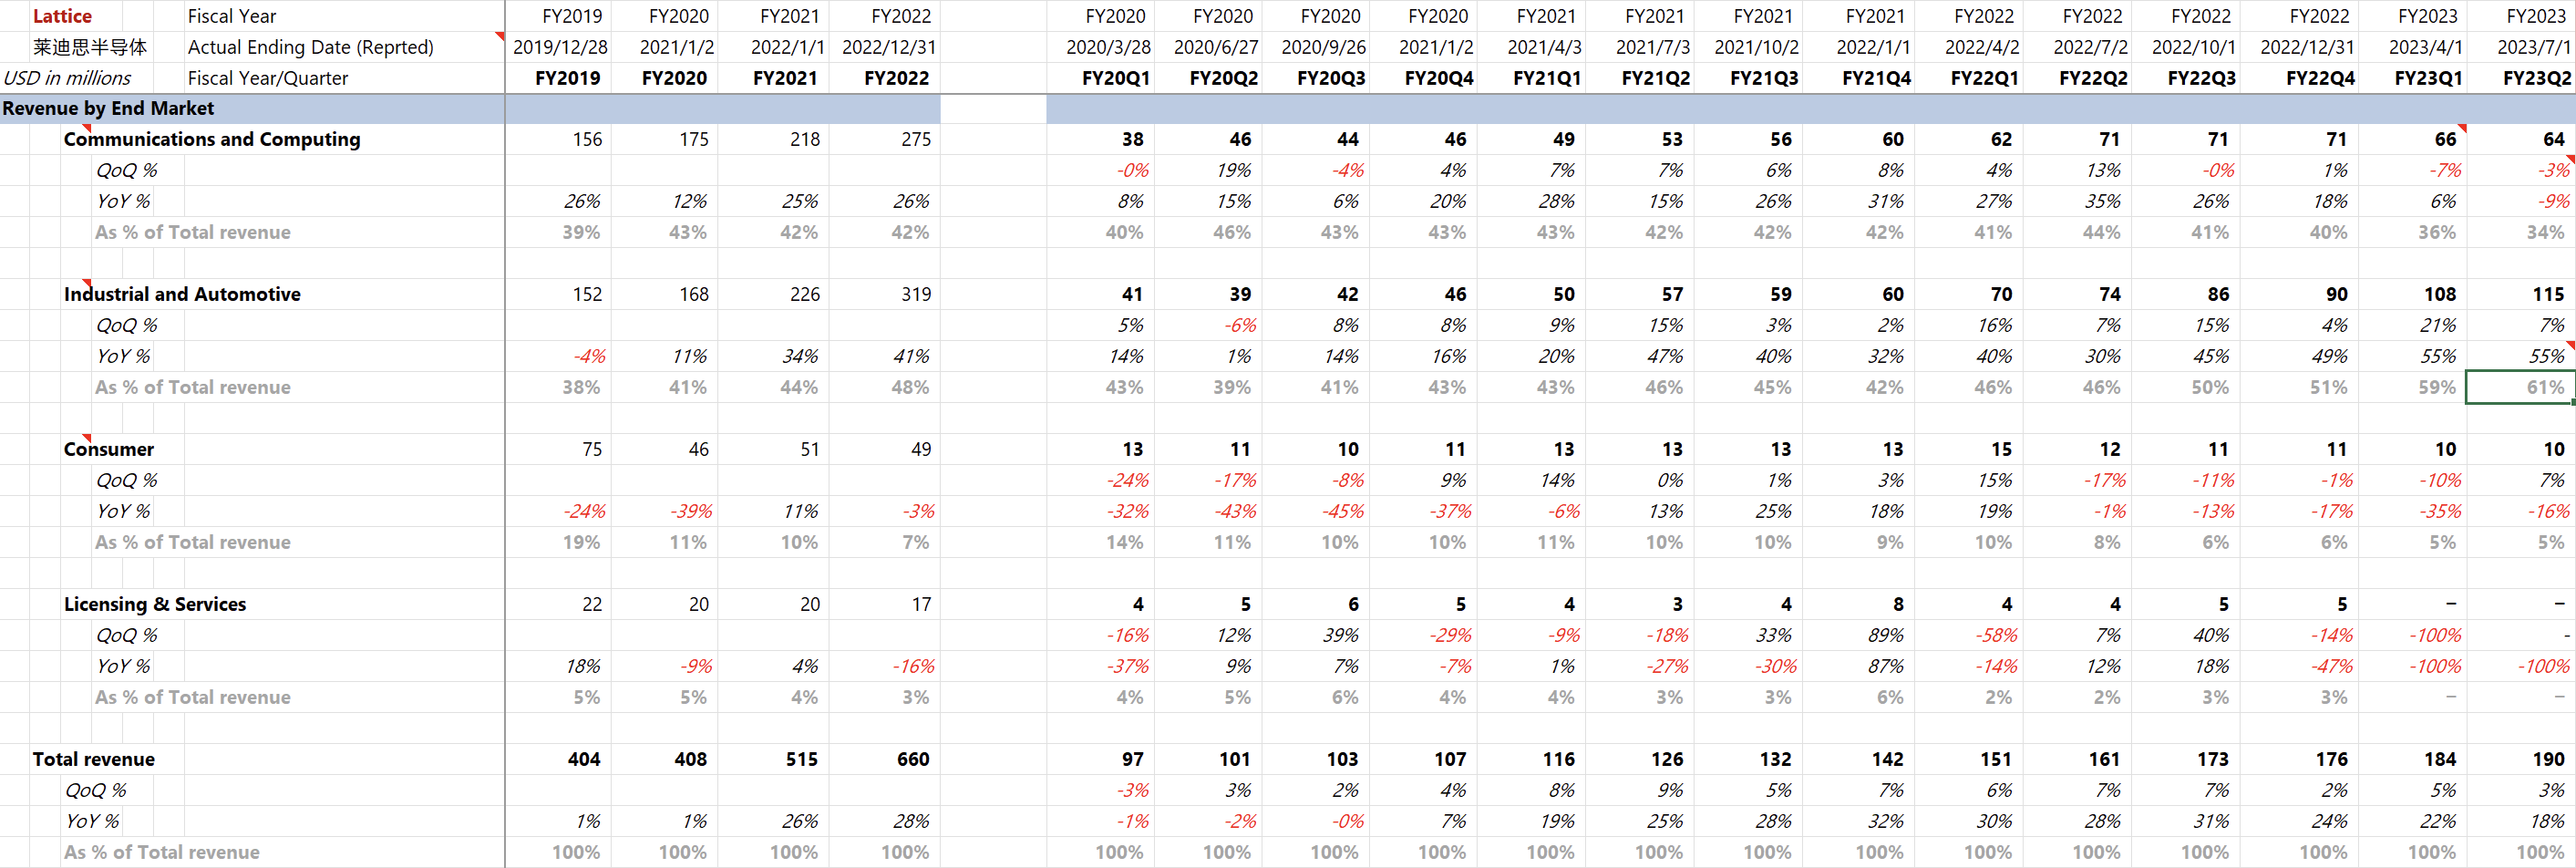 Lattice Fiscal Year FY2019 FY2020 FY2021 FY2022 FY2020 FY2020 FY2020 FY2020 FY2021 FY2021 FY2021 FY2021 FY2022 FY2022 FY2022 FY2022 FY2023 FY2023
莱迪思半导体 Actual Ending Date (Reprted) 2019/12/28 2021/1/2 2022/1/1 2022/12/31 2020/3/28 2020/6/27 2020/9/26 2021/1/2 2021/4/3 2021/7/3 2021/10/2 2022/1/1 2022/4/2 2022/7/2 2022/10/1 2022/12/31 2023/4/1 2023/7/1
USD in millions Fiscal Year/Quarter FY2019 FY2020 FY2021 FY2022 FY20Q1 FY20Q2 FY20Q3 FY20Q4 FY21Q1 FY21Q2 FY21Q3 FY21Q4 FY22Q1 FY22Q2 FY22Q3 FY22Q4 FY23Q1 FY23Q2
Revenue by End Market
Communications and Computing 156 175 218 275 38 46 44 46 49 53 56 60 62 71 71 71 66 64
QoQ % -0% 19% -4% 4% 7% 7% 6% 8% 4% 13% -0% 1% -7% -3%
YoY % 26% 12% 25% 26% 8% 15% 6% 20% 28% 15% 26% 31% 27% 35% 26% 18% 6% -9%
As % of Total revenue 39% 43% 42% 42% 40% 46% 43% 43% 43% 42% 42% 42% 41% 44% 41% 40% 36% 34%
Industrial and Automotive 152 168 226 319 41 39 42 46 50 57 59 60 70 74 86 90 108 115
QoQ % 5% -6% 8% 8% 9% 15% 3% 2% 16% 7% 15% 4% 21% 7%
YoY % -4% 11% 34% 41% 14% 1% 14% 16% 20% 47% 40% 32% 40% 30% 45% 49% 55% 55%
As % of Total revenue 38% 41% 44% 48% 43% 39% 41% 43% 43% 46% 45% 42% 46% 46% 50% 51% 59% 61%
Consumer 75 46 51 49 13 11 10 11 13 13 13 13 15 12 11 11 10 10
QoQ % -24% -17% -8% 9% 14% 0% 1% 3% 15% -17% -11% -1% -10% 7%
YoY % -24% -39% 11% -3% -32% -43% -45% -37% -6% 13% 25% 18% 19% -1% -13% -17% -35% -16%
As % of Total revenue 19% 11% 10% 7% 14% 11% 10% 10% 11% 10% 10% 9% 10% 8% 6% 6% 5% 5%
Licensing & Services 22 20 20 17 4 5 6 5 4 3 4 8 4 4 5 5 – –
QoQ % -16% 12% 39% -29% -9% -18% 33% 89% -58% 7% 40% -14% -100% -
YoY % 18% -9% 4% -16% -37% 9% 7% -7% 1% -27% -30% 87% -14% 12% 18% -47% -100% -100%
As % of Total revenue 5% 5% 4% 3% 4% 5% 6% 4% 4% 3% 3% 6% 2% 2% 3% 3% – –
Total revenue 404 408 515 660 97 101 103 107 116 126 132 142 151 161 173 176 184 190
QoQ % -3% 3% 2% 4% 8% 9% 5% 7% 6% 7% 7% 2% 5% 3%
YoY % 1% 1% 26% 28% -1% -2% -0% 7% 19% 25% 28% 32% 30% 28% 31% 24% 22% 18%
As % of Total revenue 100% 100% 100% 100% 100% 100% 100% 100% 100% 100% 100% 100% 100% 100% 100% 100% 100% 100%